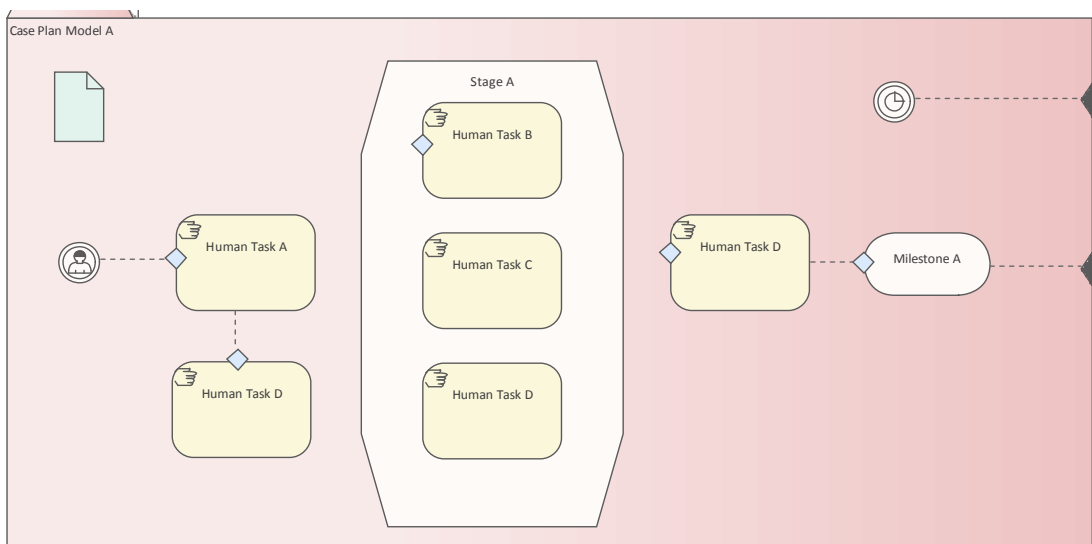 Case Plan Model A
Stage A
Human Task B
Human Task A
Human Task C
Human Task D
Milestone A
Human Task D
Human Task D